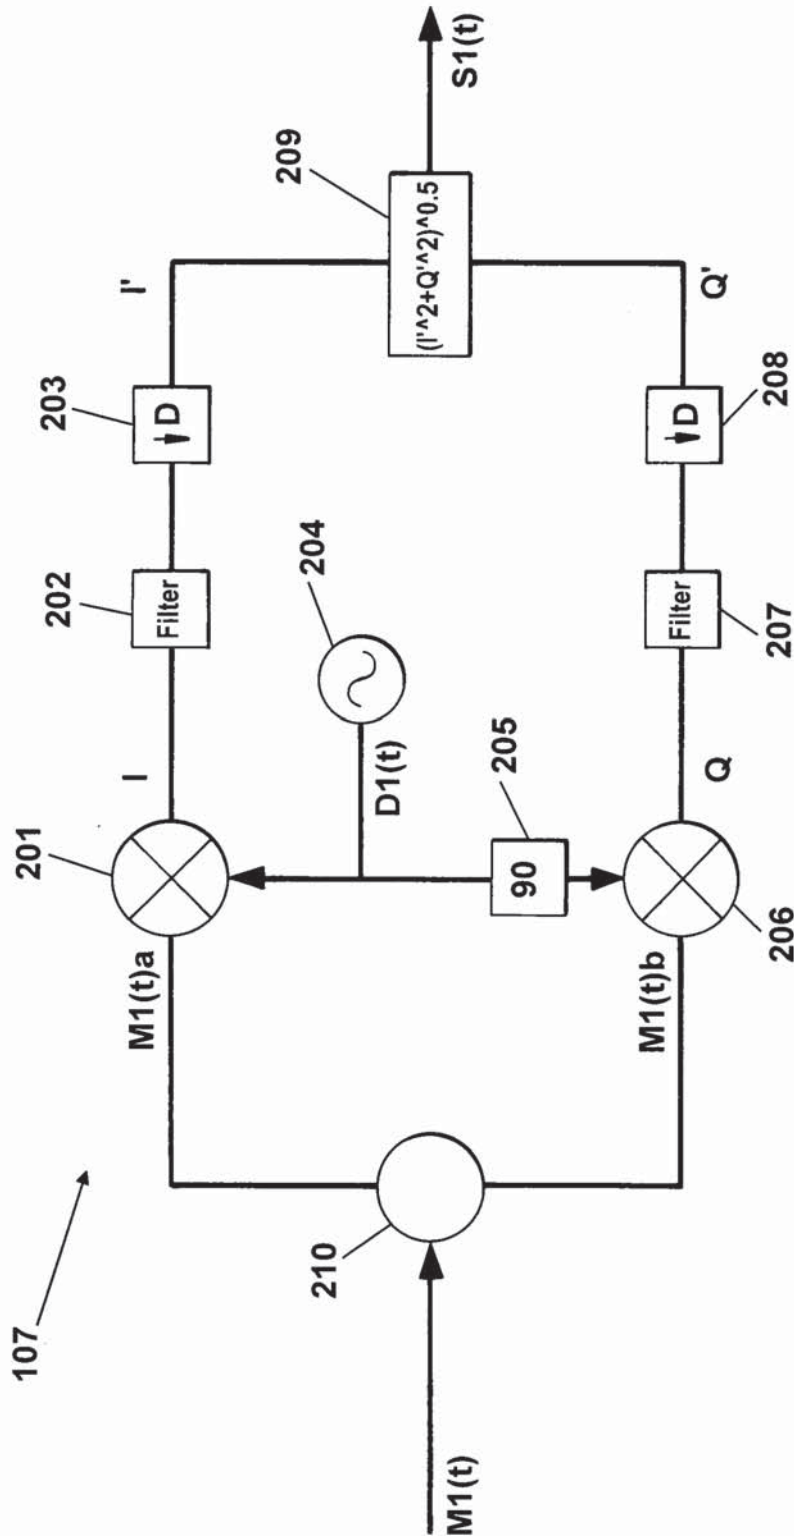 107
M1(t)
210
M1(t)a
M1(t)b
201
I
202
Filter
203
D
I'
204
D1(t)
205
90
206
Q
207
Filter
208
D
Q'
209
(I'^2+Q'^2)^0.5
S1(t)